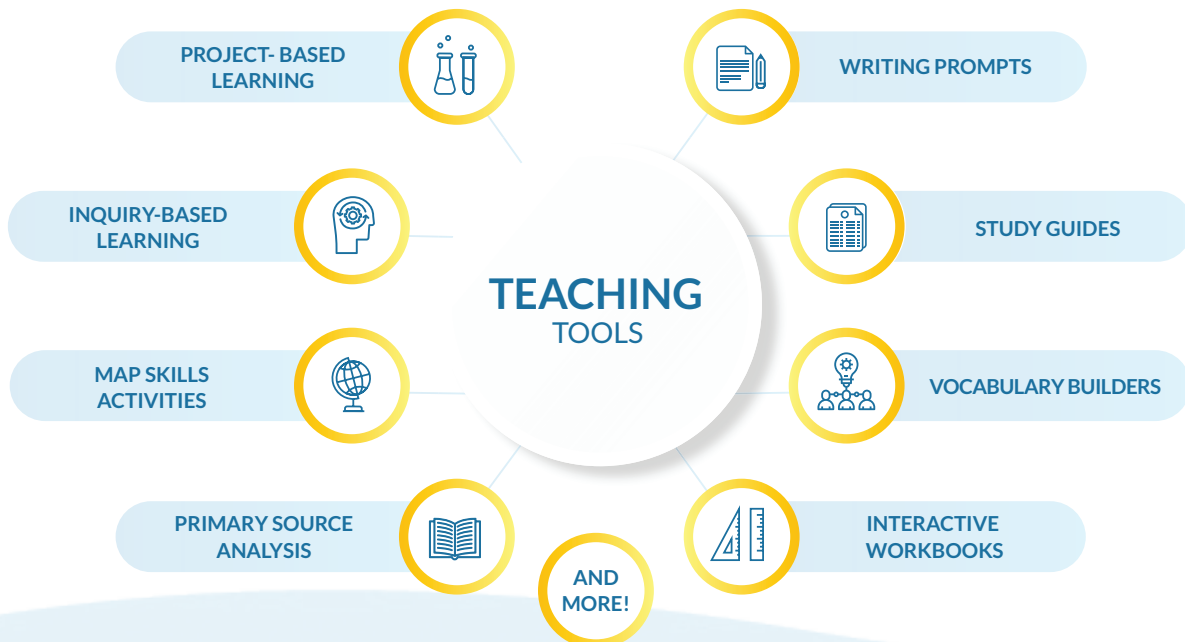 PROJECT- BASED
LEARNING
WRITING PROMPTS
INQUIRY-BASED
LEARNING
STUDY GUIDES
TEACHING
TOOLS
MAP SKILLS
ACTIVITIES
VOCABULARY BUILDERS
PRIMARY SOURCE
ANALYSIS
INTERACTIVE
WORKBOOKS
AND
MORE!